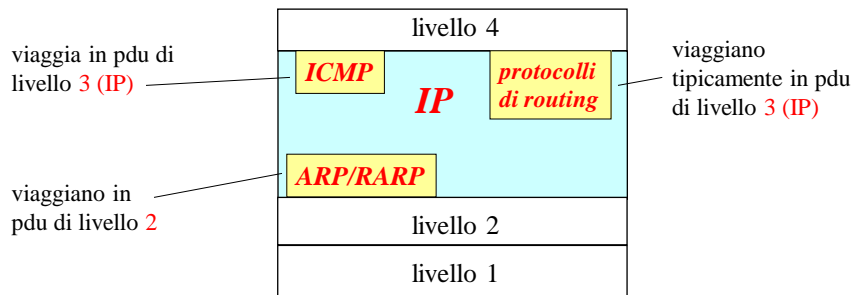 livello 4
viaggia in pdu di
livello 3 (IP)
ICMP
IP
protocolli
di routing
viaggiano
tipicamente in pdu
di livello 3 (IP)
ARP/RARP
viaggiano in
pdu di livello 2
livello 2
livello 1